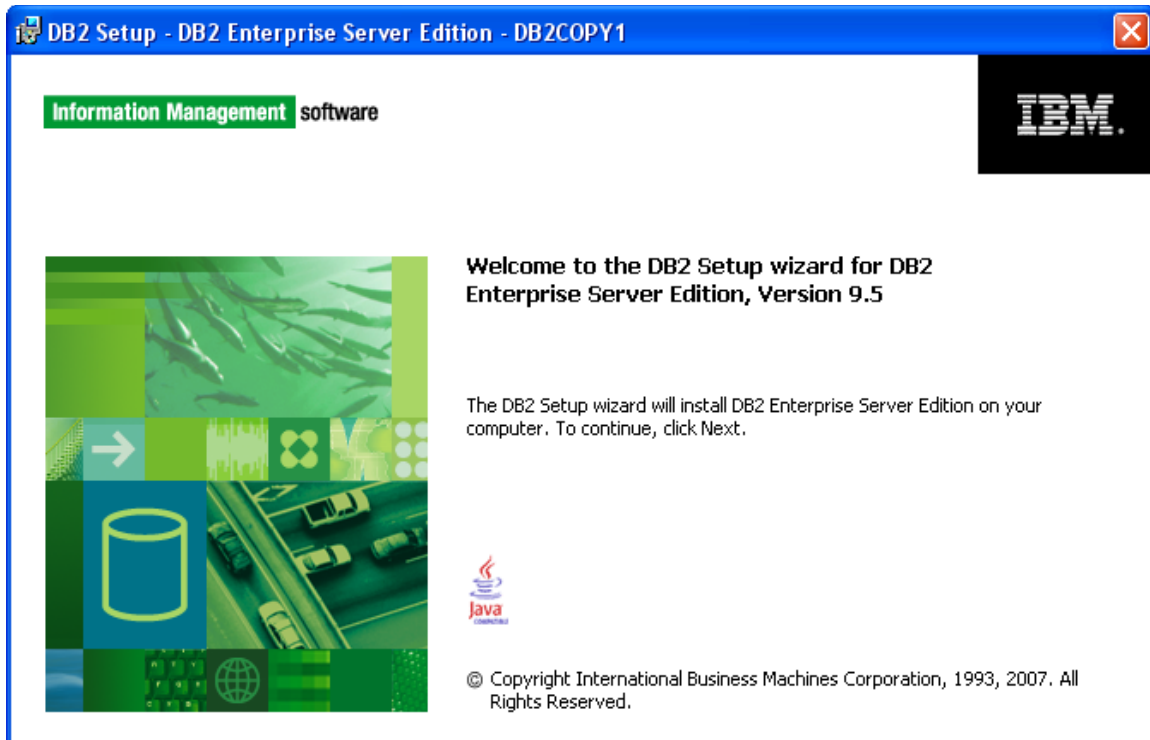 DB2 Setup - DB2 Enterprise Server Edition - DB2COPY1
Information Management software
IBM.
Welcome to the DB2 Setup wizard for DB2
Enterprise Server Edition, Version 9.5
The DB2 Setup wizard will install DB2 Enterprise Server Edition on your
computer. To continue, click Next.
Java
COMPATIBLE
© Copyright International Business Machines Corporation, 1993, 2007. All
Rights Reserved.